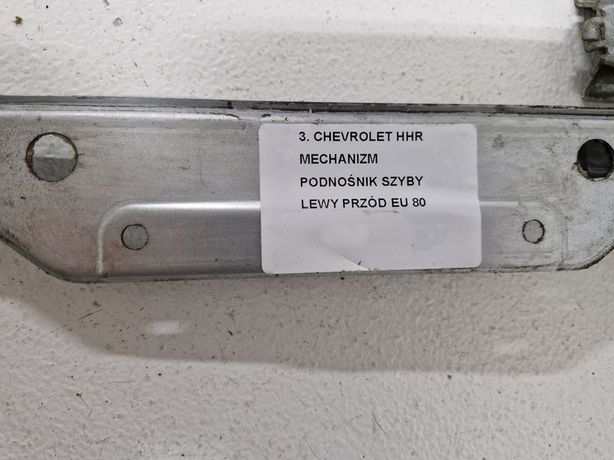 3. CHEVROLET HHR
MECHANIZM
PODNOŚNIK SZYBY
LEWY PRZÓD EU 80